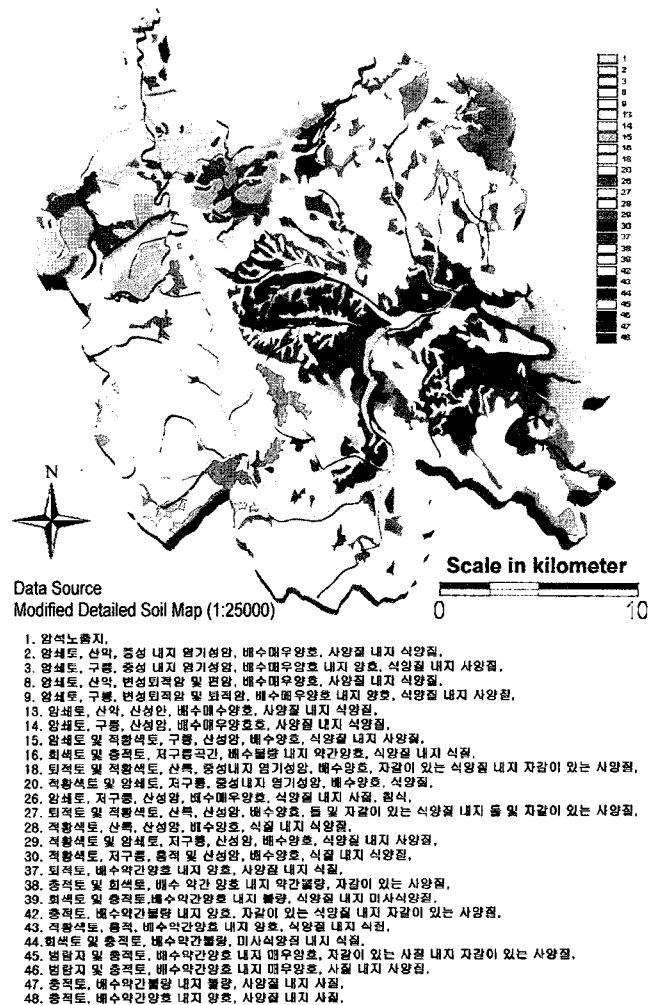 1
2
3
8
9
13
14
15
16
18
20
26
27
28
29
30
37
38
39
42
43
44
45
46
47
48
N
Scale in kilometer
0 10
Data Source
Modified Detailed Soil Map (1:25000)
1. 암석노출지,
2. 암쇄토, 산악, 중성 내지 염기성암, 배수매우양호, 사양질 내지 식양질,
3. 암쇄토, 구릉, 중성 내지 염기성암, 배수매우양호 내지 양호, 식양질 내지 사양질,
8. 암쇄토, 산악, 변성퇴적암 및 편암, 배수매우양호, 사양질 내지 식양질,
9. 암쇄토, 구릉, 변성퇴적암 및 퇴적암, 배수매우양호 내지 양호, 식양질 내지 사양질,
13. 암쇄토, 산악, 산성암, 배수매우양호, 사양질 내지 식양질,
14. 암쇄토, 구릉, 산성암, 배수매우양호호, 사양질 내지 식양질,
15. 암쇄토 및 적황색토, 구릉, 산성암, 배수양호, 식양질 내지 사양질,
16. 회색토 및 충적토, 저구릉곡간, 배수불량 내지 약간양호, 식양질 내지 식질,
18. 퇴적토 및 적황색토, 산록, 중성내지 염기성암, 배수양호, 자갈이 있는 식양질 내지 자갈이 있는 사양질,
20. 적황색토 및 암쇄토, 저구릉, 중성내지 염기성암, 배수양호, 식양질,
26. 암쇄토, 저구릉, 산성암, 배수매우양호, 식양질 내지 사질, 침식,
27. 퇴적토 및 적황색토, 산록, 산성암, 배수양호, 돌 및 자갈이 있는 식양질 내지 돌 및 자갈이 있는 사양질,
28. 적황색토, 산록, 산성암, 배수양호, 식질 내지 식양질,
29. 적황색토 및 암쇄토, 저구릉, 산성암, 배수양호, 식양질 내지 사양질,
30. 적황색토, 저구릉, 홍적 및 산성암, 배수양호, 식질 내지 식양질,
37. 퇴적토, 배수약간양호 내지 양호, 사양질 내지 식질,
38. 충적토 및 회색토, 배수 약간 양호 내지 약간불량, 자갈이 있는 사양질,
39. 회색토 및 충적토,배수약간양호 내지 불량, 식양질 내지 미사식양질,
42. 충적토, 배수약간불량 내지 양호, 자갈이 있는 식양질 내지 자갈이 있는 사양질,
43. 적황색토, 홍적, 배수약간양호 내지 양호, 식양질 내지 식질,
44.회색토 및 충적토, 배수약간불량, 미사식양질 내지 식질,
45. 범람지 및 충적토, 배수약간양호 내지 매우양호, 자갈이 있는 사질 내지 자갈이 있는 사양질,
46. 범람지 및 충적토, 배수약간양호 내지 매우양호, 사질 내지 사양질,
47. 충적토, 배수약간불량 내지 불량, 사양질 내지 사질,
48. 충적토, 배수약간양호 내지 양호, 사양질 내지 사질,